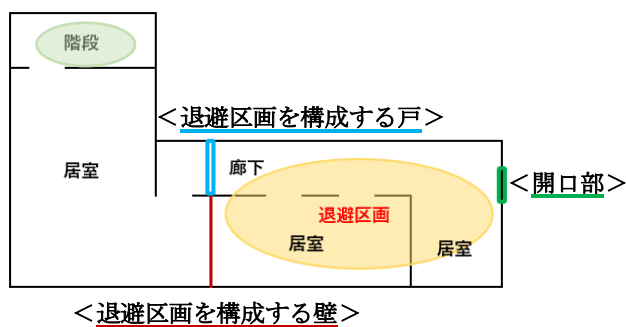 階段
＜退避区画を構成する戸＞
居室
廊下
＜開口部＞
退避区画
居室
居室
＜退避区画を構成する壁＞